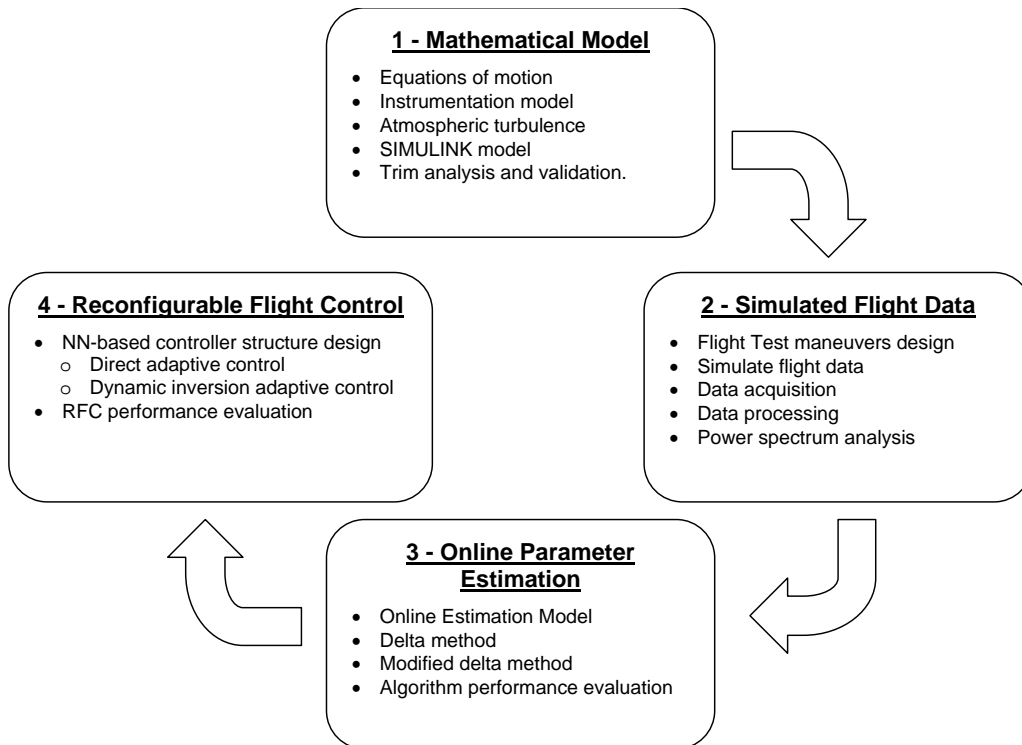 1 - Mathematical Model
• Equations of motion
• Instrumentation model
• Atmospheric turbulence
• SIMULINK model
• Trim analysis and validation.
2 - Simulated Flight Data
• Flight Test maneuvers design
• Simulate flight data
• Data acquisition
• Data processing
• Power spectrum analysis
3 - Online Parameter
Estimation
• Online Estimation Model
• Delta method
• Modified delta method
• Algorithm performance evaluation
4 - Reconfigurable Flight Control
• NN-based controller structure design
o Direct adaptive control
o Dynamic inversion adaptive control
• RFC performance evaluation